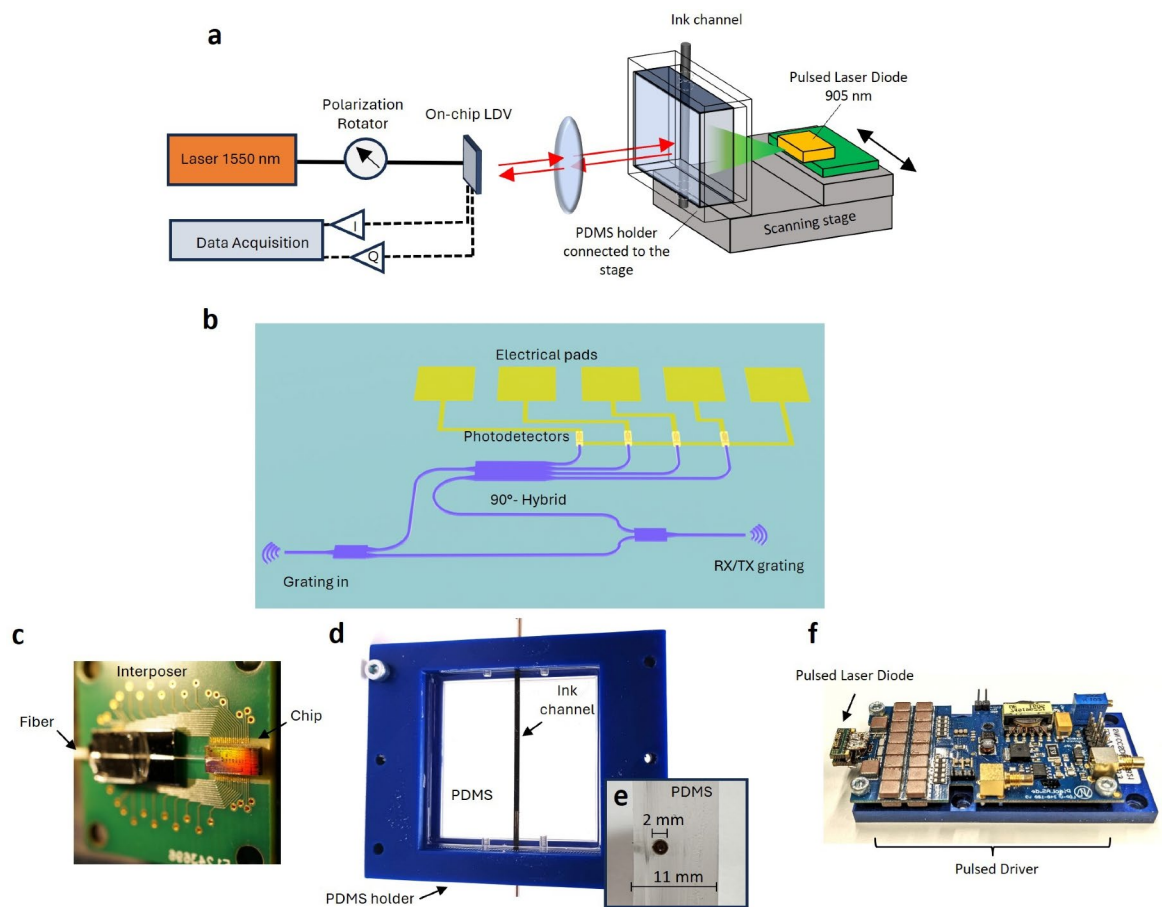 a
Ink channel
Pulsed Laser Diode
905 nm
Polarization
Rotator
On-chip LDV
Laser 1550 nm
I
Data Acquisition
Q
Scanning stage
PDMS holder
connected to the
stage
b
Electrical pads
Photodetectors
90°- Hybrid
Grating in
RX/TX grating
c
Interposer
Fiber
Chip
d
Ink
channel
PDMS
PDMS holder
e
PDMS
2 mm
11 mm
f
Pulsed Laser Diode
Pulsed Driver